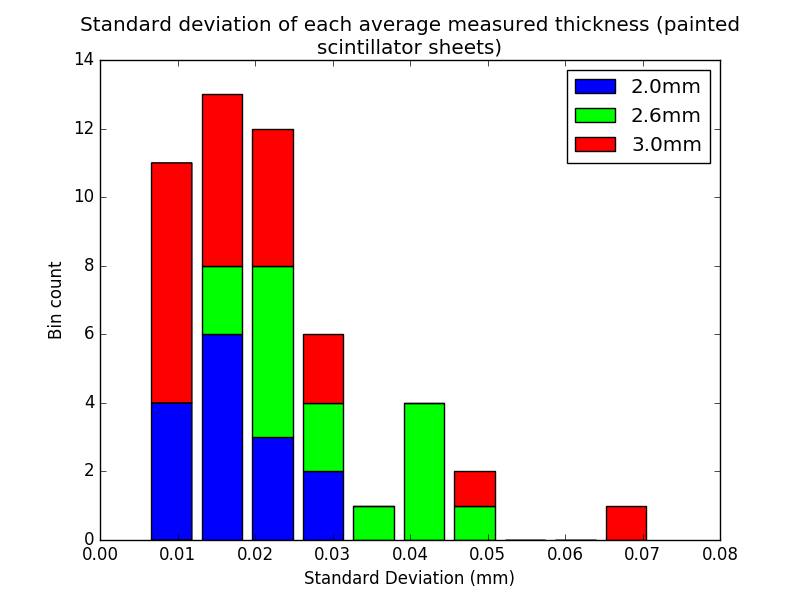 Standard deviation of each average measured thickness (painted
scintillator sheets)
14
12
10
8
6
4
2
0
Bin count
2.0mm
2.6mm
3.0mm
0.00 0.01 0.02 0.03 0.04 0.05 0.06 0.07 0.08
Standard Deviation (mm)